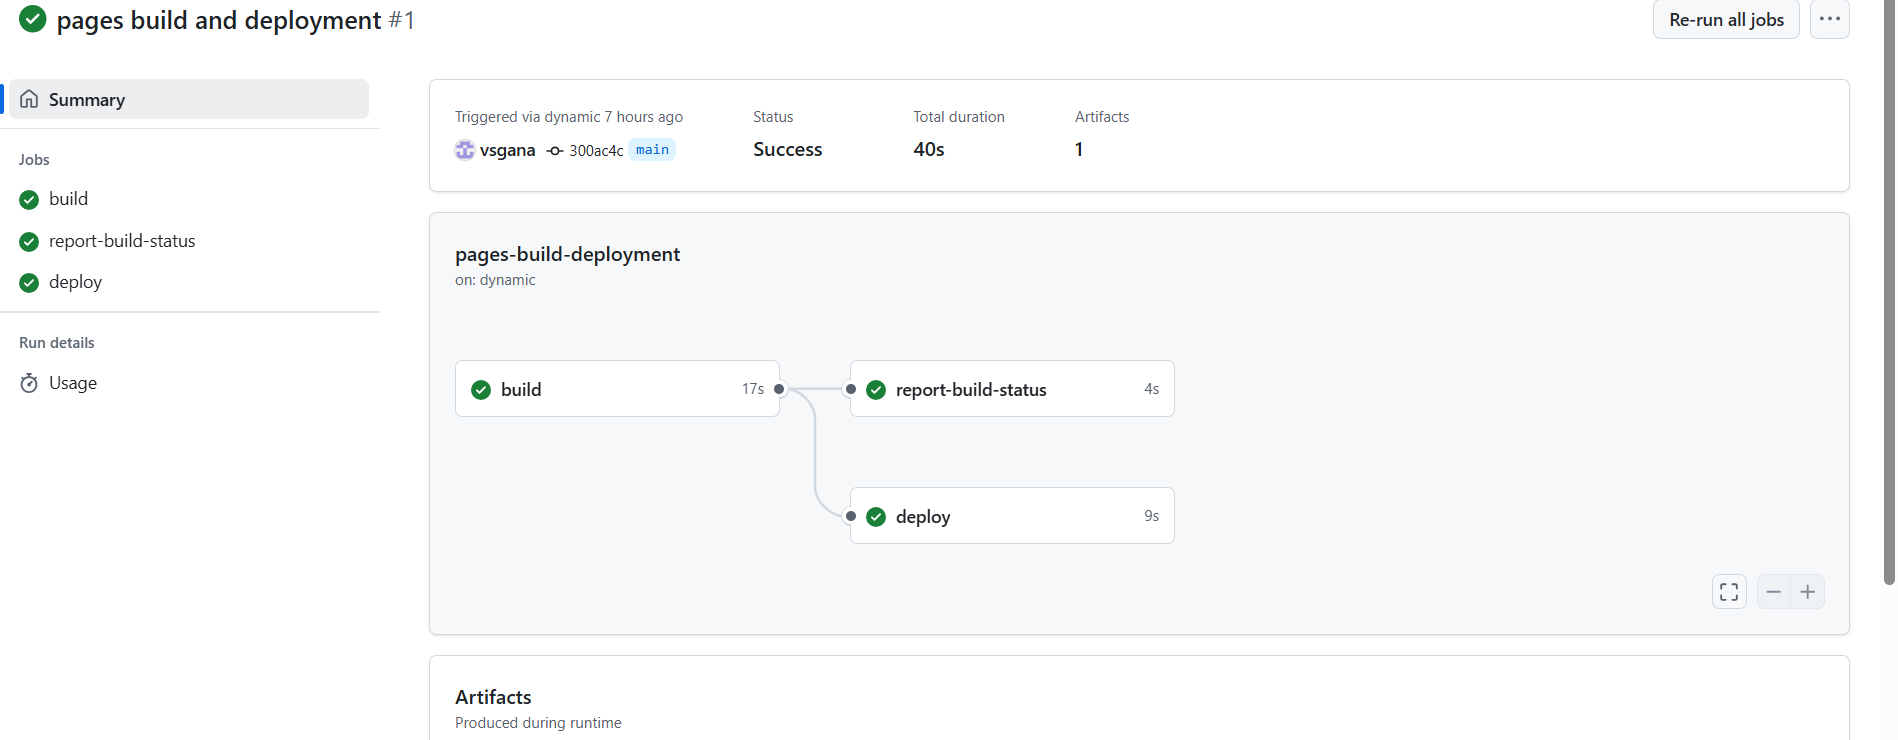 pages build and deployment #1
Re-run all jobs
Summary
Jobs
build
report-build-status
deploy
Run details
Usage
Triggered via dynamic 7 hours ago
vsgana 300ac4c main
Status
Success
Total duration
40s
Artifacts
1
pages-build-deployment
on: dynamic
build 17s
report-build-status 4s
deploy 9s
Artifacts
Produced during runtime